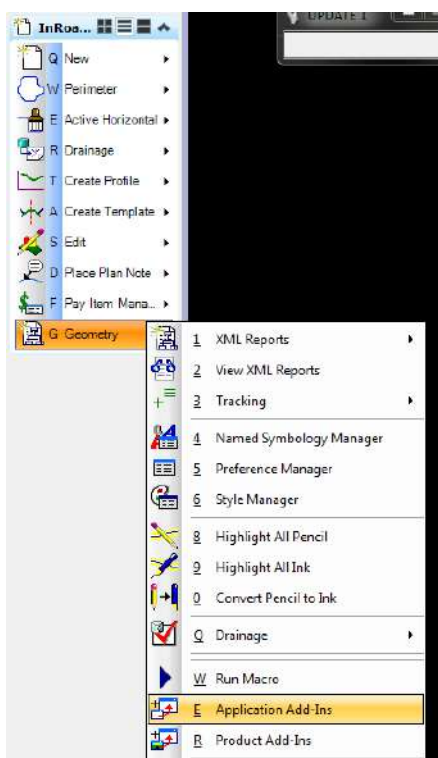 InRoa...
UPDATE 1
Q New
W Perimeter
E Active Horizontal
R Drainage
T Create Profile
A Create Template
S Edit
D Place Plan Note
F Pay Item Mana...
G Geometry
1 XML Reports
2 View XML Reports
3 Tracking
4 Named Symbology Manager
5 Preference Manager
6 Style Manager
8 Highlight All Pencil
9 Highlight All Ink
0 Convert Pencil to Ink
Q Drainage
W Run Macro
E Application Add-Ins
R Product Add-Ins